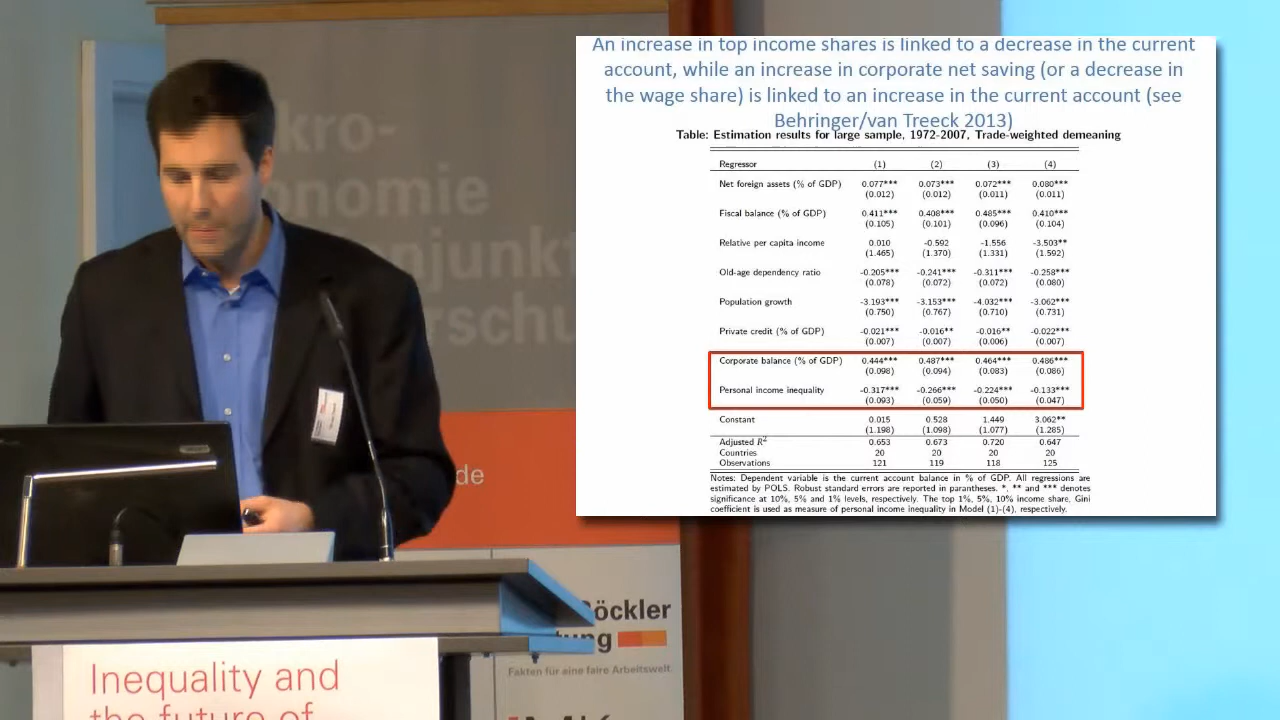 An increase in top income shares is linked to a decrease in the current
account, while an increase in corporate net saving (or a decrease in
the wage share) is linked to an increase in the current account (see
Behringer/van Treeck 2013)
Table: Estimation results for large sample, 1972-2007, Trade-weighted demeaning
Regressor (1) (2) (3) (4)
Net foreign assets (% of GDP) 0.077*** 0.073*** 0.072*** 0.080***
(0.012) (0.012) (0.011) (0.011)
Fiscal balance (% of GDP) 0.411*** 0.408*** 0.485*** 0.410***
(0.105) (0.101) (0.096) (0.104)
Relative per capita income 0.010 -0.592 -1.556 -3.503**
(1.465) (1.370) (1.331) (1.592)
Old-age dependency ratio -0.205*** -0.241*** -0.311*** -0.258***
(0.078) (0.072) (0.072) (0.080)
Population growth -3.193*** -3.153*** -4.032*** -3.062***
(0.750) (0.767) (0.710) (0.731)
Private credit (% of GDP) -0.021*** -0.016** -0.016** -0.022***
(0.007) (0.007) (0.006) (0.007)
Corporate balance (% of GDP) 0.444*** 0.487*** 0.464*** 0.486***
(0.098) (0.094) (0.083) (0.086)
Personal income inequality -0.317*** -0.266*** -0.224*** -0.133***
(0.093) (0.059) (0.050) (0.047)
Constant 0.015 0.528 1.449 3.062**
(1.198) (1.098) (1.077) (1.285)
Adjusted R² 0.653 0.673 0.720 0.647
Countries 20 20 20 20
Observations 121 119 118 125
Notes: Dependent variable is the current account balance in % of GDP. All regressions are
estimated by POLS. Robust standard errors are reported in parantheses. *, ** and *** denotes
significance at 10%, 5% and 1% levels, respectively. The top 1%, 5%, 10% income share, Gini
coefficient is used as measure of personal income inequality in Model (1)-(4), respectively.
kro-
onomie
njunkt
rschu
de
öckler
ung
Fakten für eine faire Arbeitswelt
Inequality and
the future of